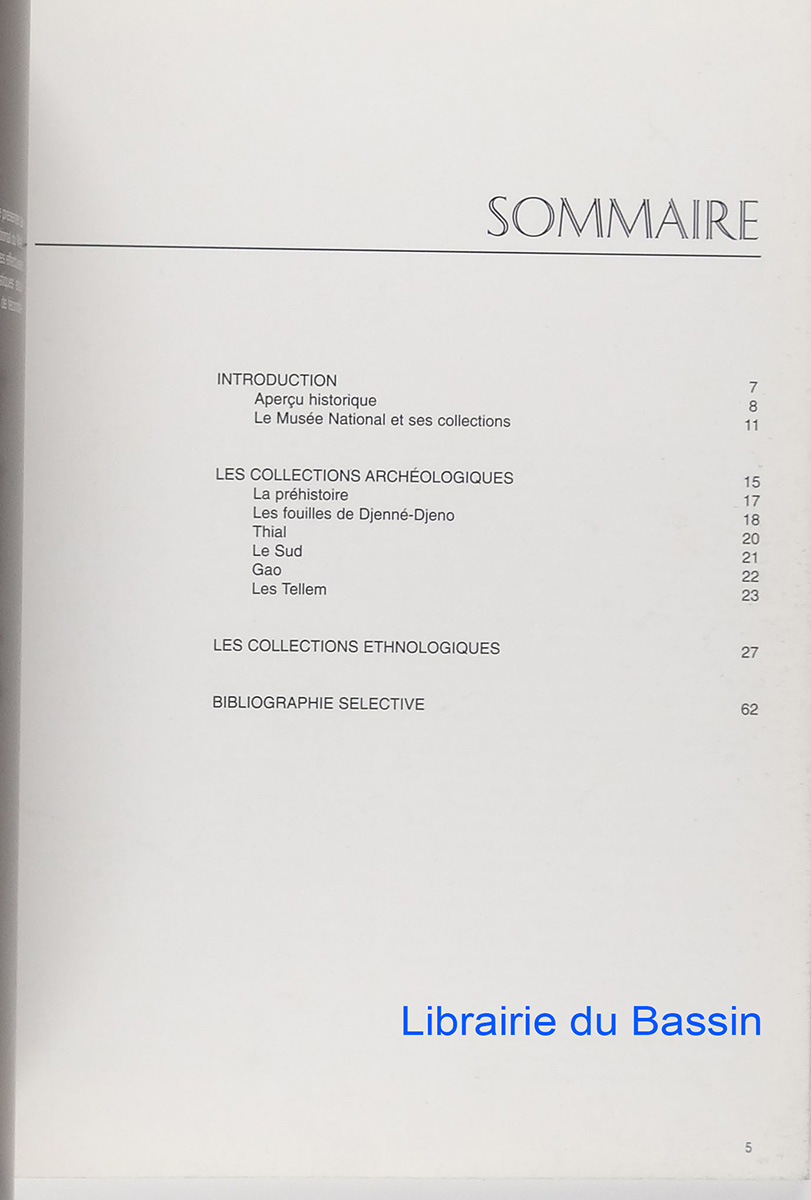 SOMMAIRE
INTRODUCTION 7
Aperçu historique 8
Le Musée National et ses collections 11
LES COLLECTIONS ARCHÉOLOGIQUES 15
La préhistoire 17
Les fouilles de Djenné-Djeno 18
Thial 20
Le Sud 21
Gao 22
Les Tellem 23
LES COLLECTIONS ETHNOLOGIQUES 27
BIBLIOGRAPHIE SELECTIVE 62
Librairie du Bassin
5